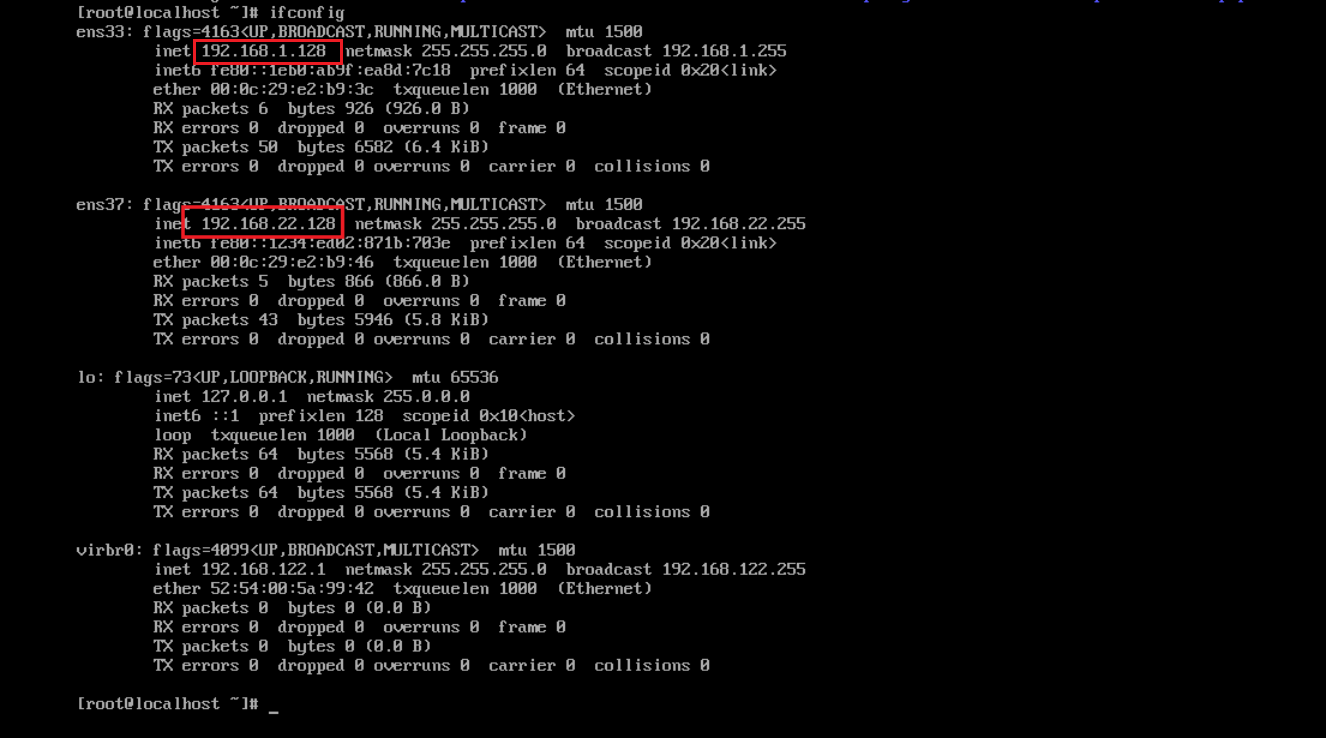 [root@localhost ~]# ifconfig
ens33: flags=4163<UP,BROADCAST,RUNNING,MULTICAST>  mtu 1500
        inet 192.168.1.128  netmask 255.255.255.0  broadcast 192.168.1.255
        inet6 fe80::1eb0:ab9f:ea8d:7c18  prefixlen 64  scopeid 0x20<link>
        ether 00:0c:29:e2:b9:3c  txqueuelen 1000  (Ethernet)
        RX packets 6  bytes 926 (926.0 B)
        RX errors 0  dropped 0  overruns 0  frame 0
        TX packets 50  bytes 6582 (6.4 KiB)
        TX errors 0  dropped 0 overruns 0  carrier 0  collisions 0

ens37: flags=4163<UP,BROADCAST,RUNNING,MULTICAST>  mtu 1500
        inet 192.168.22.128  netmask 255.255.255.0  broadcast 192.168.22.255
        inet6 fe80::1234:ed02:871b:703e  prefixlen 64  scopeid 0x20<link>
        ether 00:0c:29:e2:b9:46  txqueuelen 1000  (Ethernet)
        RX packets 5  bytes 866 (866.0 B)
        RX errors 0  dropped 0  overruns 0  frame 0
        TX packets 43  bytes 5946 (5.8 KiB)
        TX errors 0  dropped 0 overruns 0  carrier 0  collisions 0

lo: flags=73<UP,LOOPBACK,RUNNING>  mtu 65536
        inet 127.0.0.1  netmask 255.0.0.0
        inet6 ::1  prefixlen 128  scopeid 0x10<host>
        loop  txqueuelen 1000  (Local Loopback)
        RX packets 64  bytes 5568 (5.4 KiB)
        RX errors 0  dropped 0  overruns 0  frame 0
        TX packets 64  bytes 5568 (5.4 KiB)
        TX errors 0  dropped 0 overruns 0  carrier 0  collisions 0

virbr0: flags=4099<UP,BROADCAST,MULTICAST>  mtu 1500
        inet 192.168.122.1  netmask 255.255.255.0  broadcast 192.168.122.255
        ether 52:54:00:5a:99:42  txqueuelen 1000  (Ethernet)
        RX packets 0  bytes 0 (0.0 B)
        RX errors 0  dropped 0  overruns 0  frame 0
        TX packets 0  bytes 0 (0.0 B)
        TX errors 0  dropped 0 overruns 0  carrier 0  collisions 0

[root@localhost ~]# _